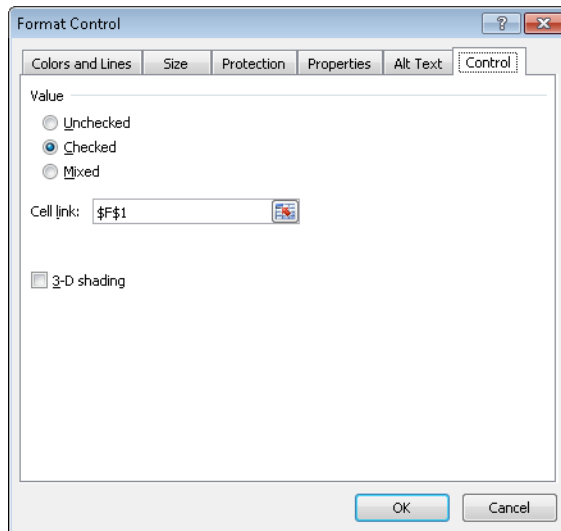 Format Control
Colors and Lines Size Protection Properties Alt Text Control
Value
Unchecked
Checked
Mixed
Cell link: $F$1
3-D shading
OK Cancel